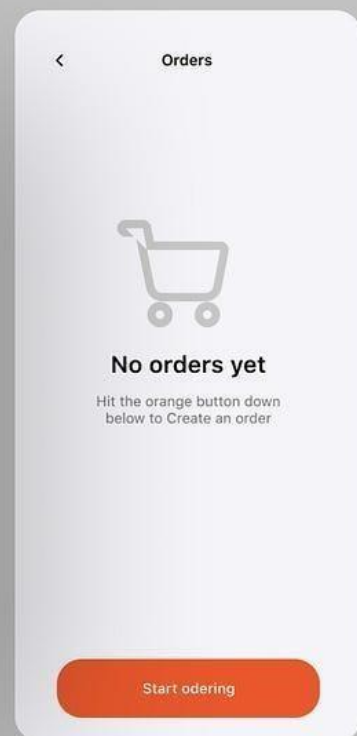 Orders
No orders yet
Hit the orange button down
below to Create an order
Start odering